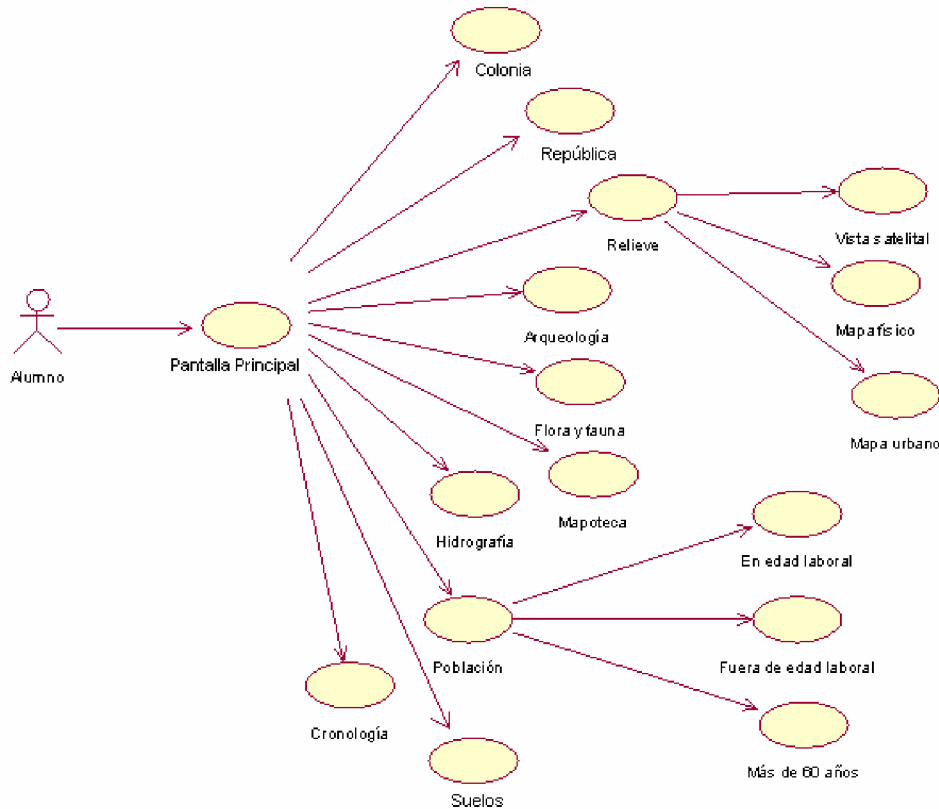 Colonia
República
Relieve
Vista satelital
Mapa físico
Arqueología
Alumno
Pantalla Principal
Flora y fauna
Mapa urbano
Hidrografía
Mapoteca
En edad laboral
Población
Fuera de edad laboral
Cronología
Más de 60 años
Suelos